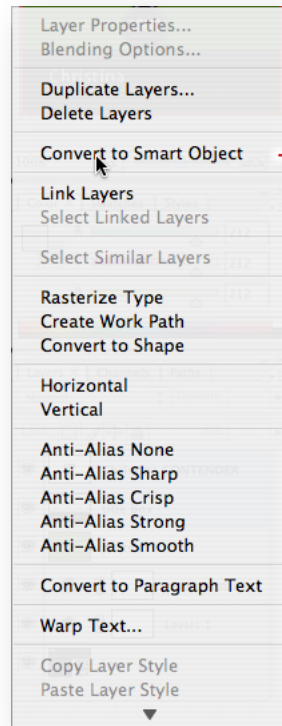 Layer Properties...
Blending Options...
Duplicate Layers...
Delete Layers
Convert to Smart Object
Link Layers
Select Linked Layers
Select Similar Layers
Rasterize Type
Create Work Path
Convert to Shape
Horizontal
Vertical
Anti-Alias None
Anti-Alias Sharp
Anti-Alias Crisp
Anti-Alias Strong
Anti-Alias Smooth
Convert to Paragraph Text
Warp Text...
Copy Layer Style
Paste Layer Style